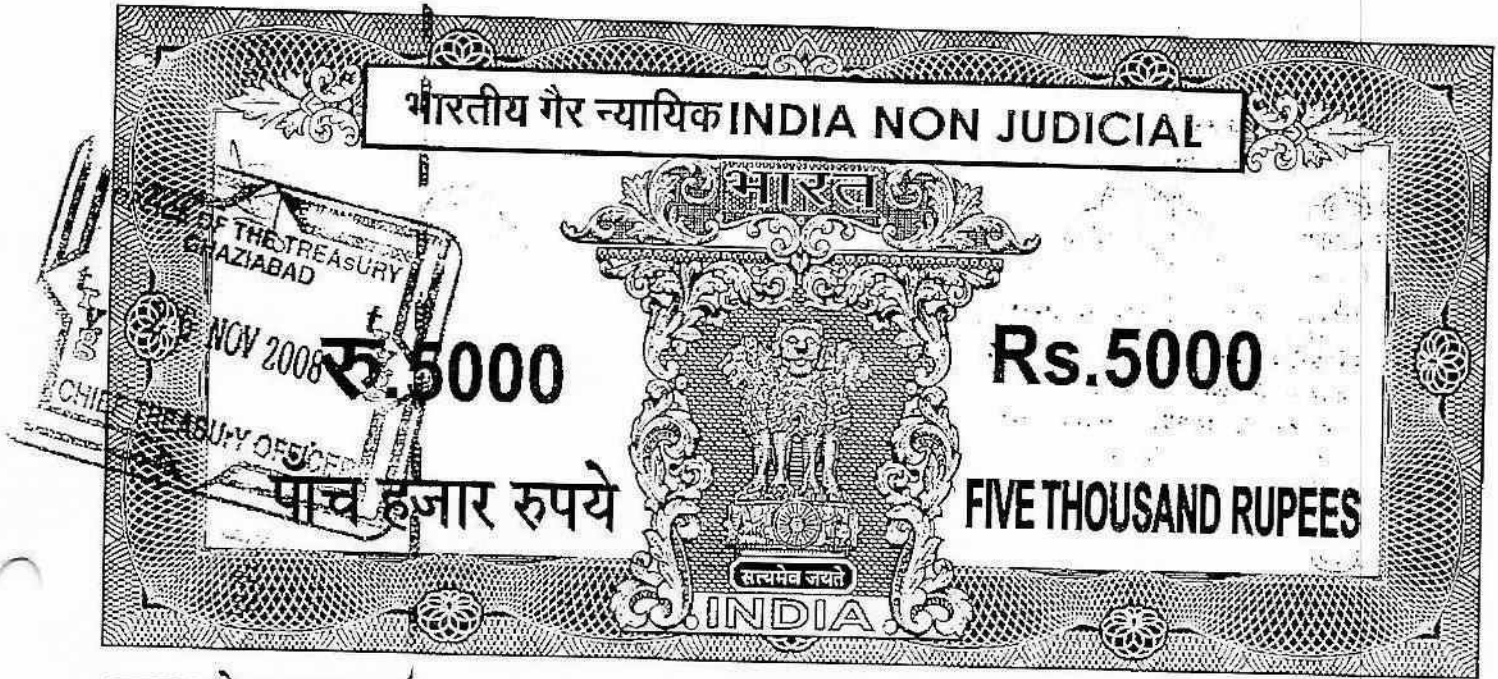 भारतीय गैर न्यायिक INDIA NON JUDICIAL
भारत
OF THE TREASURY
GHAZIABAD
NOV 2008
CHIEF TREASURY OFFICER
रु.5000
Rs.5000
पाँच हजार रुपये
FIVE THOUSAND RUPEES
सत्यमेव जयते
INDIA